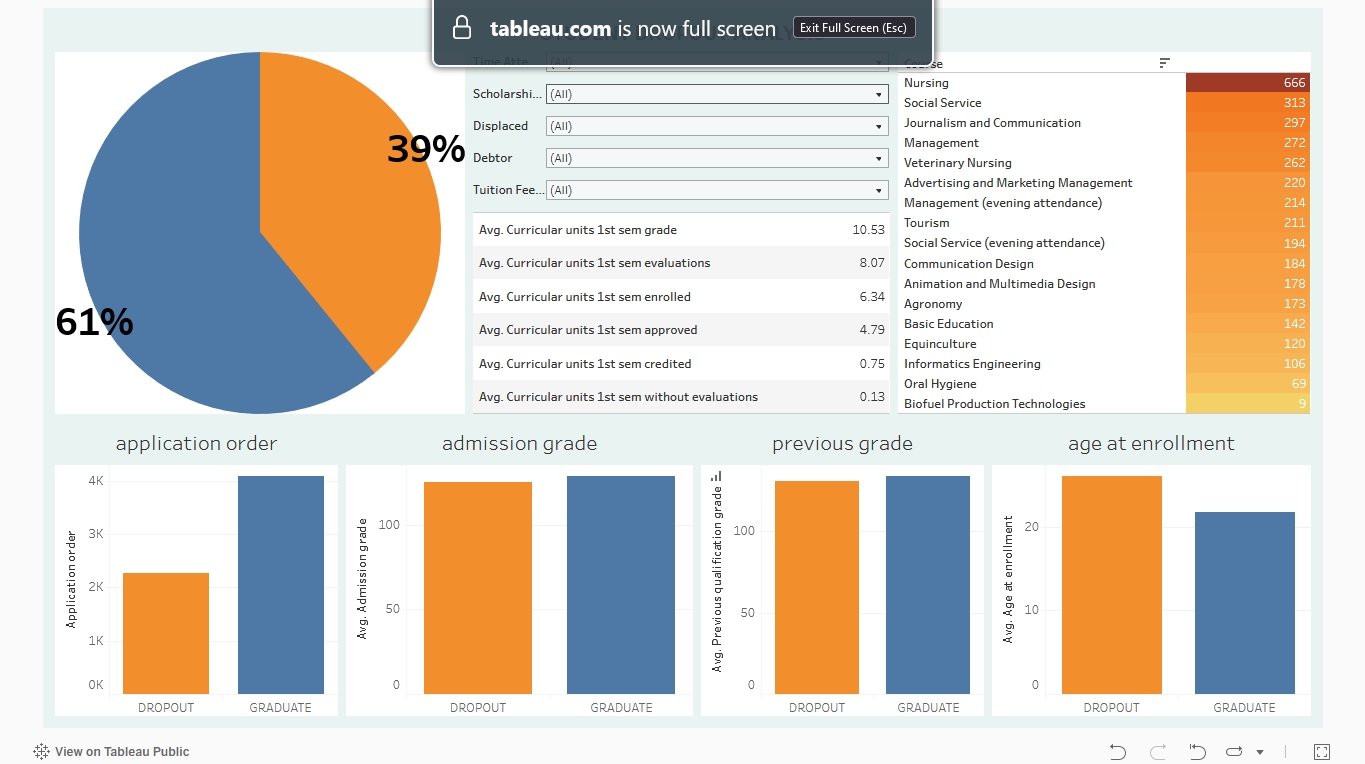 tableau.com is now full screen Exit Full Screen (Esc)
39%
61%
Time Atte... (All)
Scholarshi... (All)
Displaced (All)
Debtor (All)
Tuition Fee... (All)
Avg. Curricular units 1st sem grade 10.53
Avg. Curricular units 1st sem evaluations 8.07
Avg. Curricular units 1st sem enrolled 6.34
Avg. Curricular units 1st sem approved 4.79
Avg. Curricular units 1st sem credited 0.75
Avg. Curricular units 1st sem without evaluations 0.13
Course
Nursing 666
Social Service 313
Journalism and Communication 297
Management 272
Veterinary Nursing 262
Advertising and Marketing Management 220
Management (evening attendance) 214
Tourism 211
Social Service (evening attendance) 194
Communication Design 184
Animation and Multimedia Design 178
Agronomy 173
Basic Education 142
Equinculture 120
Informatics Engineering 106
Oral Hygiene 69
Biofuel Production Technologies 9
application order
Application order
4K
3K
2K
1K
0K
DROPOUT GRADUATE
admission grade
Avg. Admission grade
100
50
0
DROPOUT GRADUATE
previous grade
Avg. Previous qualification grade
100
50
0
DROPOUT GRADUATE
age at enrollment
Avg. Age at enrollment
20
10
0
DROPOUT GRADUATE
View on Tableau Public